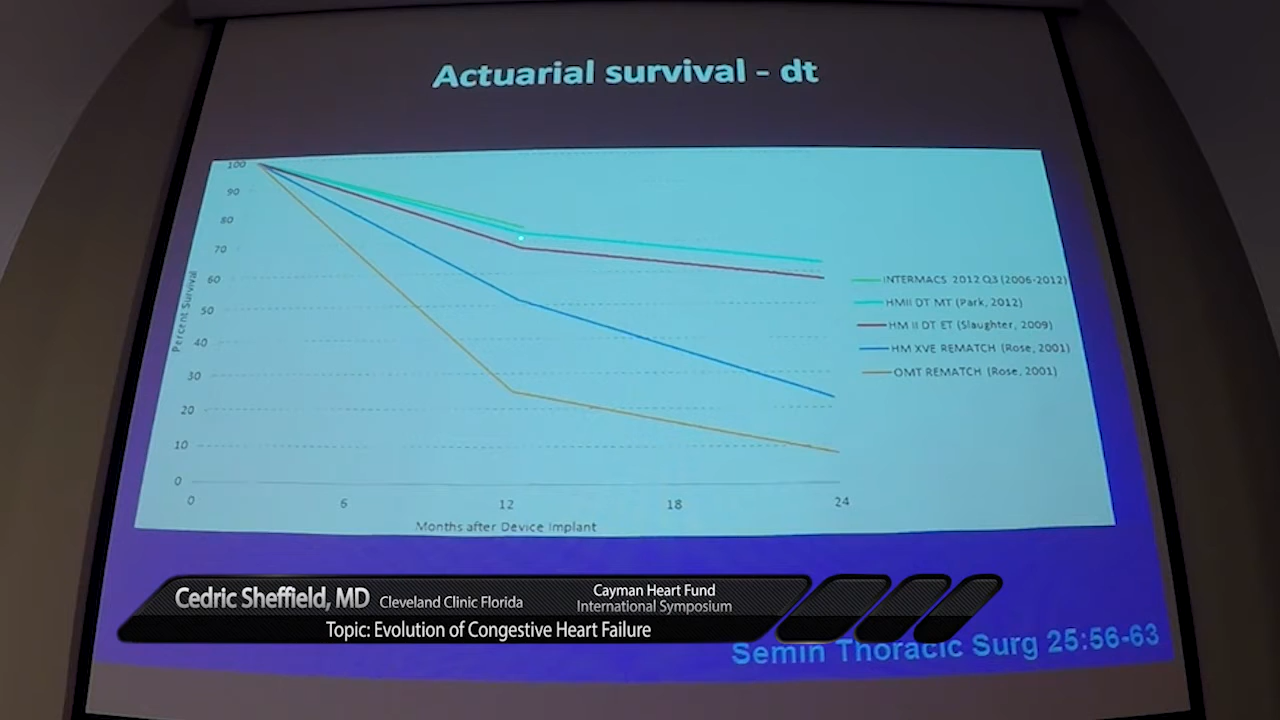 Actuarial survival - dt
100
90
80
70
60
50
40
30
20
10
0
Percent Survival
0 6 12 18 24
Months after Device Implant
INTERMACS 2012 Q3 (2006-2012)
HMII DT MT (Park, 2012)
HM II DT ET (Slaughter, 2009)
HM XVE REMATCH (Rose, 2001)
OMT REMATCH (Rose, 2001)
Cedric Sheffield, MD Cleveland Clinic Florida
Cayman Heart Fund
International Symposium
Topic: Evolution of Congestive Heart Failure
Semin Thoracic Surg 25:56-63